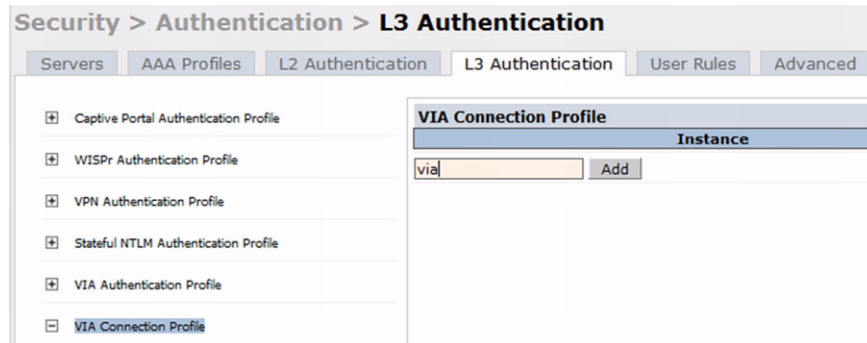 Security > Authentication > L3 Authentication
Servers AAA Profiles L2 Authentication L3 Authentication User Rules Advanced
Captive Portal Authentication Profile
WISPr Authentication Profile
VPN Authentication Profile
Stateful NTLM Authentication Profile
VIA Authentication Profile
VIA Connection Profile
VIA Connection Profile
Instance
via Add